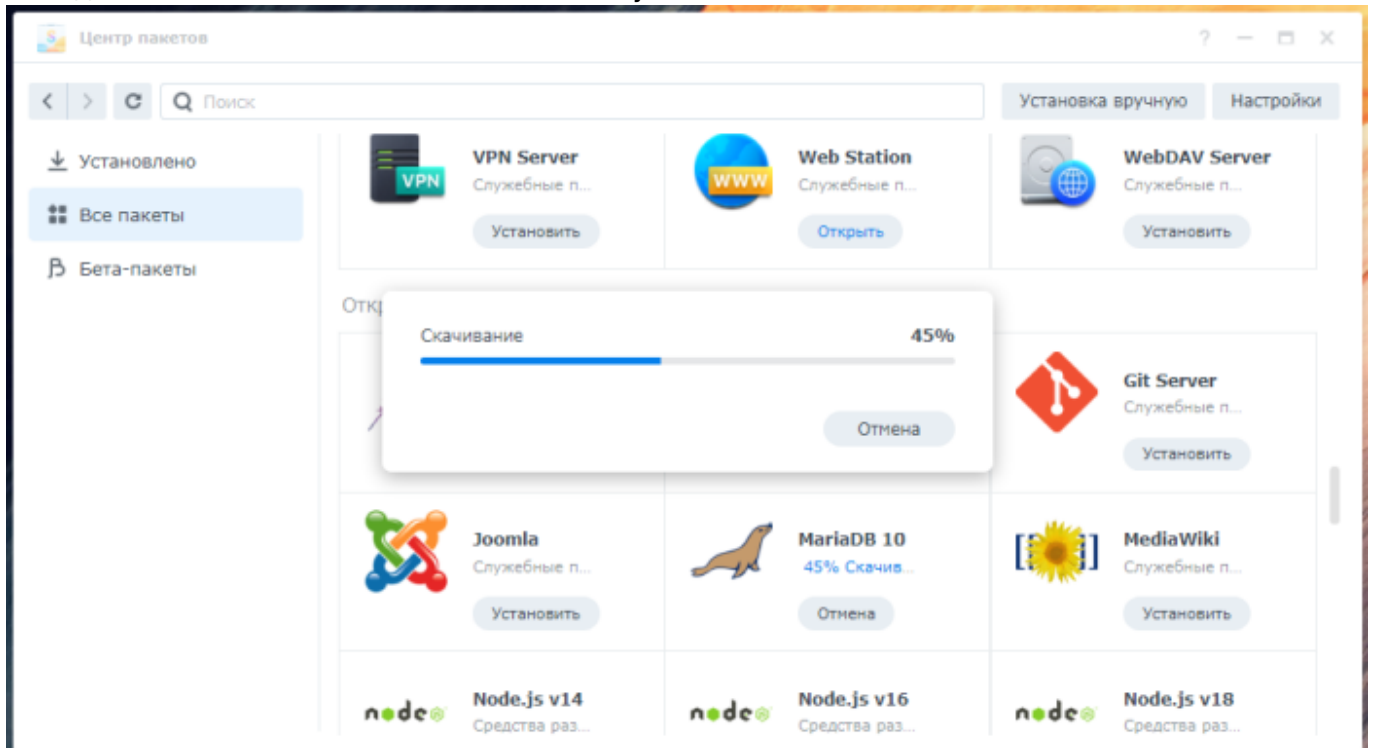 Центр пакетов
Поиск
Установка вручную
Настройки
Установлено
Все пакеты
Бета-пакеты
VPN
VPN Server
Служебные п...
Установить
WWW
Web Station
Служебные п...
Открыть
WebDAV Server
Служебные п...
Установить
Откр
Скачивание
45%
Отмена
Git Server
Служебные п...
Установить
Joomla
Служебные п...
Установить
MariaDB 10
45% Скачив...
Отмена
MediaWiki
Служебные п...
Установить
node
Node.js v14
Средства раз...
node
Node.js v16
Средства раз...
node
Node.js v18
Средства раз...